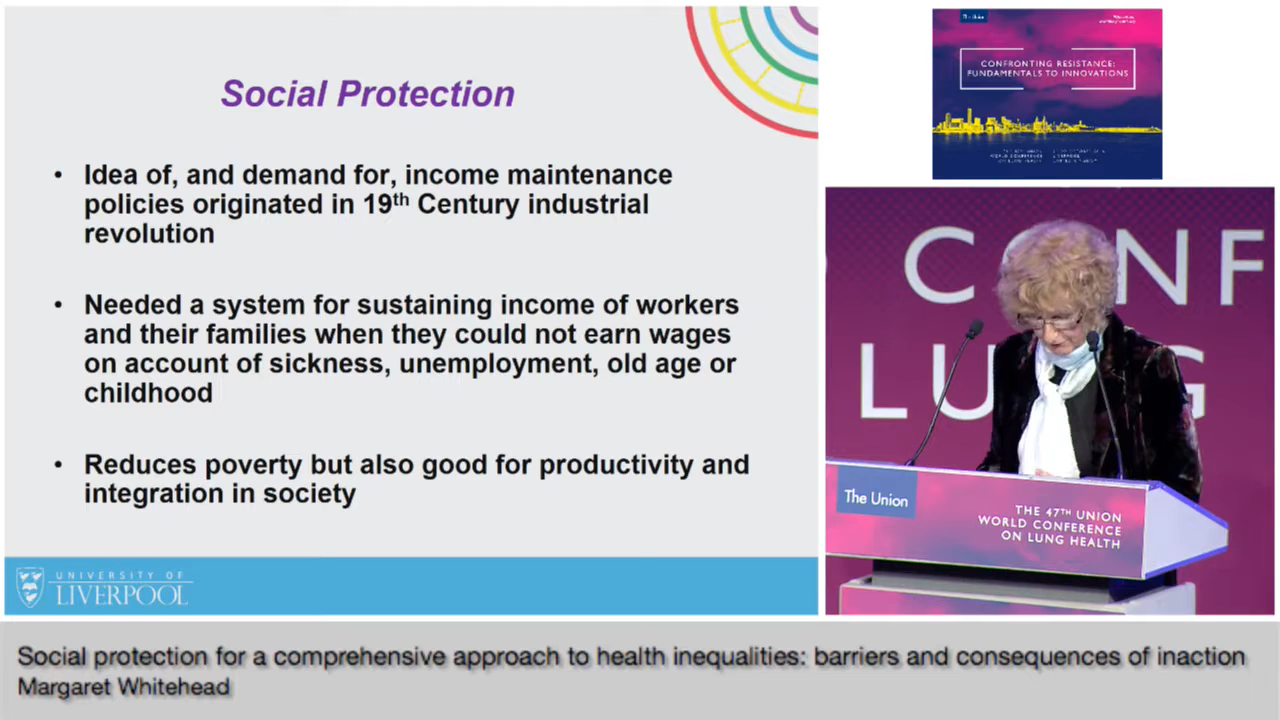 Social Protection
• Idea of, and demand for, income maintenance
policies originated in 19th Century industrial
revolution
• Needed a system for sustaining income of workers
and their families when they could not earn wages
on account of sickness, unemployment, old age or
childhood
• Reduces poverty but also good for productivity and
integration in society
UNIVERSITY OF
LIVERPOOL
The Union
CONFRONTING RESISTANCE:
FUNDAMENTALS TO INNOVATIONS
C NF
LU G
The Union
THE 47TH UNION
WORLD CONFERENCE
ON LUNG HEALTH
Social protection for a comprehensive approach to health inequalities: barriers and consequences of inaction
Margaret Whitehead